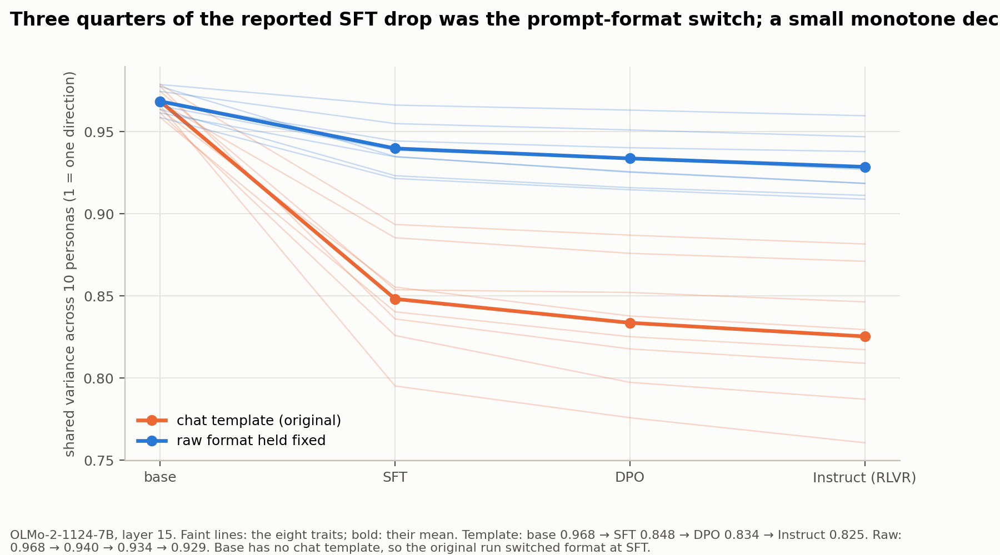 Three quarters of the reported SFT drop was the prompt-format switch; a small monotone dec
shared variance across 10 personas (1 = one direction)
0.95
0.90
0.85
0.80
0.75
chat template (original)
raw format held fixed
base
SFT
DPO
Instruct (RLVR)
OLMo-2-1124-7B, layer 15. Faint lines: the eight traits; bold: their mean. Template: base 0.968 → SFT 0.848 → DPO 0.834 → Instruct 0.825. Raw:
0.968 → 0.940 → 0.934 → 0.929. Base has no chat template, so the original run switched format at SFT.